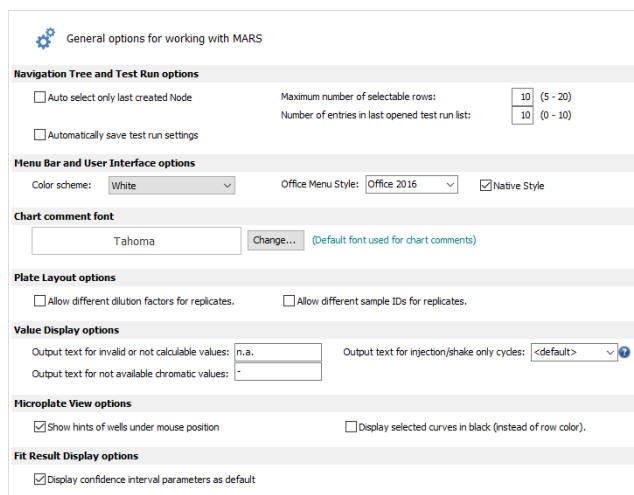 General options for working with MARS
Navigation Tree and Test Run options
Auto select only last created Node
Maximum number of selectable rows: 10 (5 - 20)
Number of entries in last opened test run list: 10 (0 - 10)
Automatically save test run settings
Menu Bar and User Interface options
Color scheme: White Office Menu Style: Office 2016 Native Style
Chart comment font
Tahoma Change... (Default font used for chart comments)
Plate Layout options
Allow different dilution factors for replicates. Allow different sample IDs for replicates.
Value Display options
Output text for invalid or not calculable values: n.a. Output text for injection/shake only cycles: <default> ?
Output text for not available chromatic values: -
Microplate View options
Show hints of wells under mouse position Display selected curves in black (instead of row color).
Fit Result Display options
Display confidence interval parameters as default